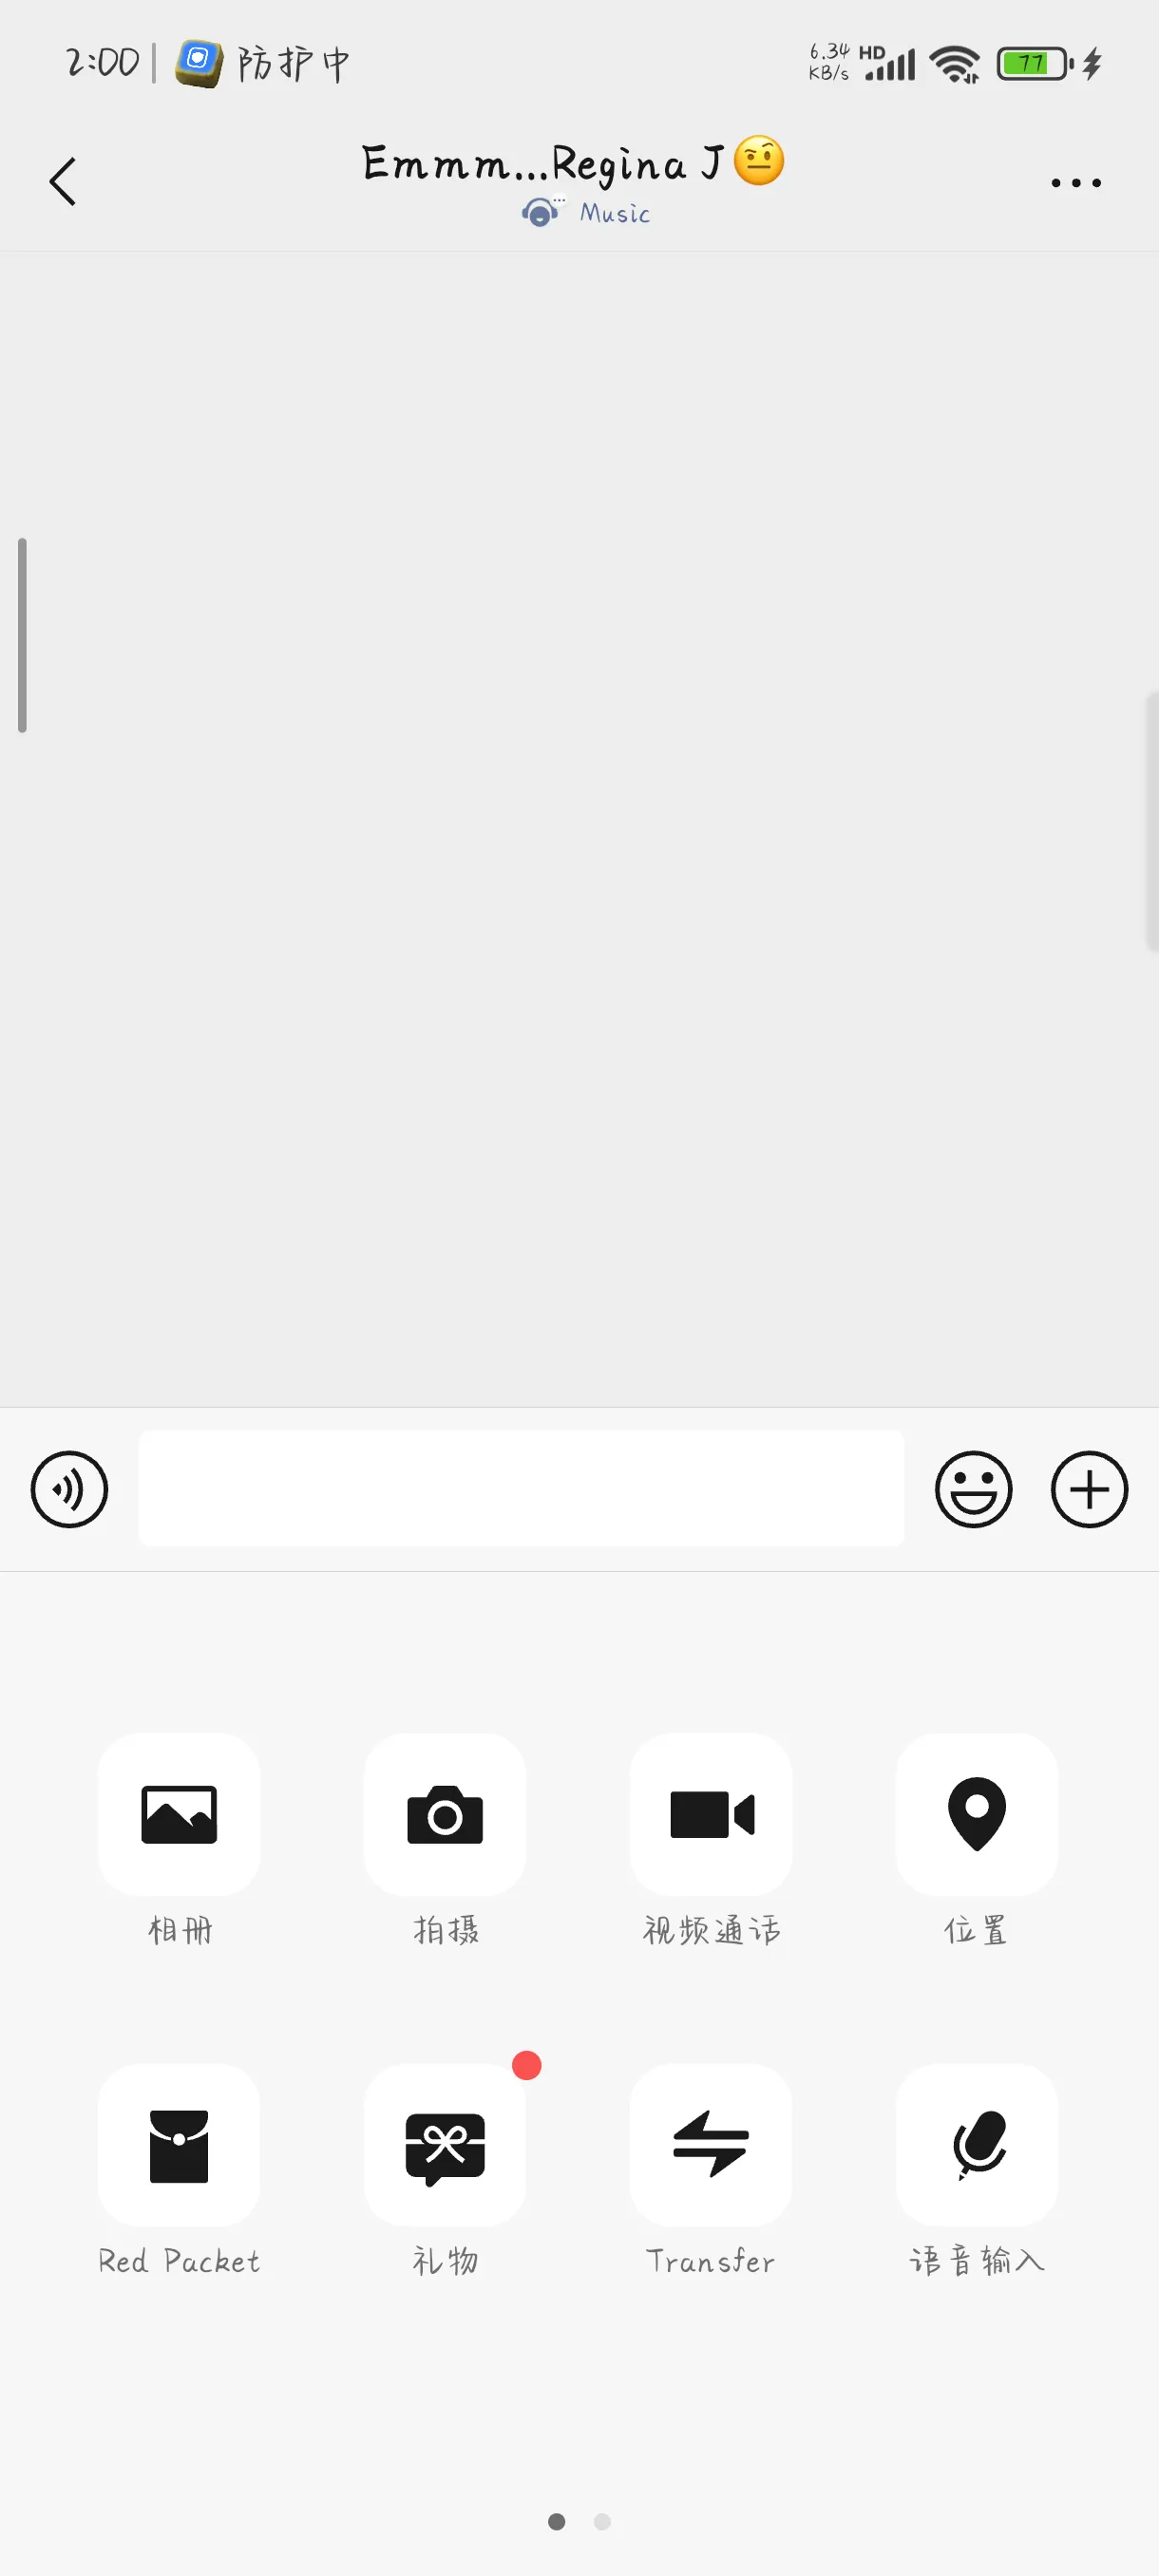 2:00 防护中 6.34 KB/s HD 77
Emmm...Regina J🤨
Music
相册 拍摄 视频通话 位置
Red Packet 礼物 Transfer 语音输入